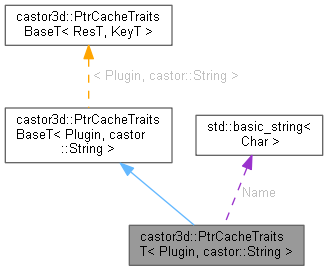 castor3d::PtrCacheTraits
BaseT< ResT, KeyT >
< Plugin, castor::String >
castor3d::PtrCacheTraits
BaseT< Plugin, castor
::String >
std::basic_string<
Char >
Name
castor3d::PtrCacheTraits
T< Plugin, castor::String >